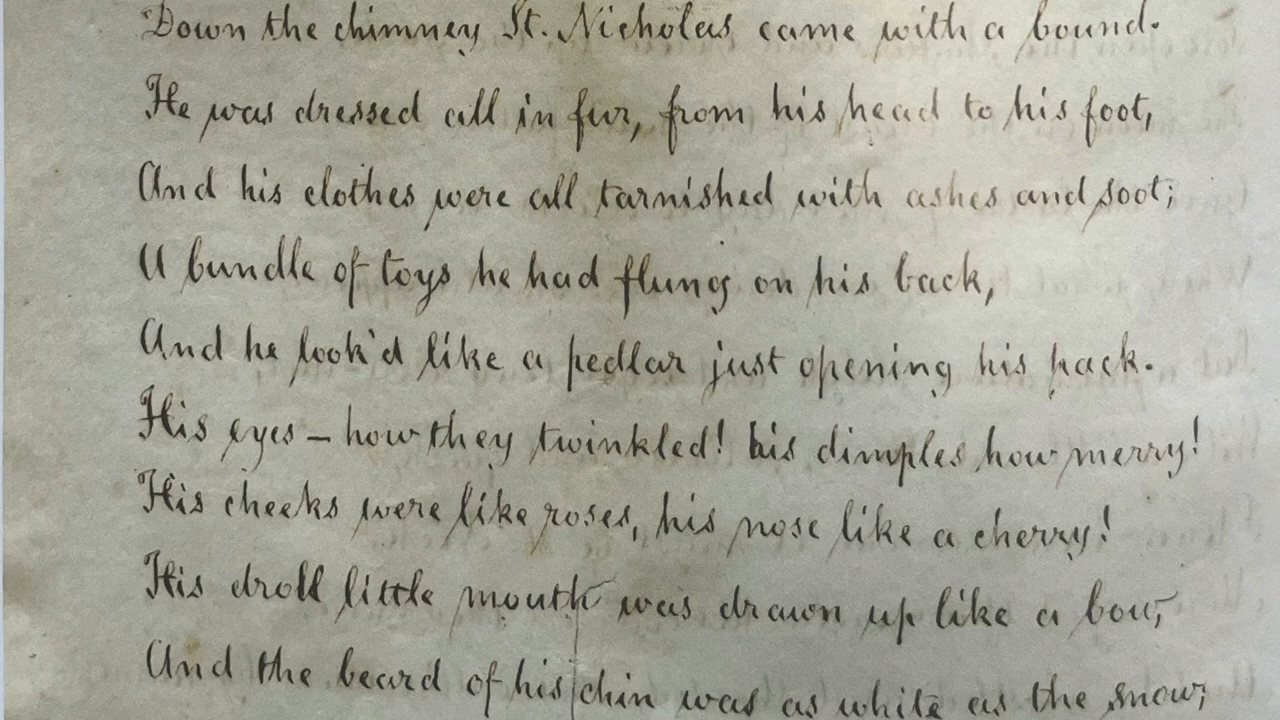 Down the chimney St. Nicholas came with a bound.
He was dressed all in fur, from his head to his foot,
And his clothes were all tarnished with ashes and soot;
A bundle of toys he had flung on his back,
And he look'd like a pedlar just opening his pack.
His eyes – how they twinkled! his dimples how merry!
His cheeks were like roses, his nose like a cherry!
His droll little mouth was drawn up like a bow,
And the beard of his chin was as white as the snow;